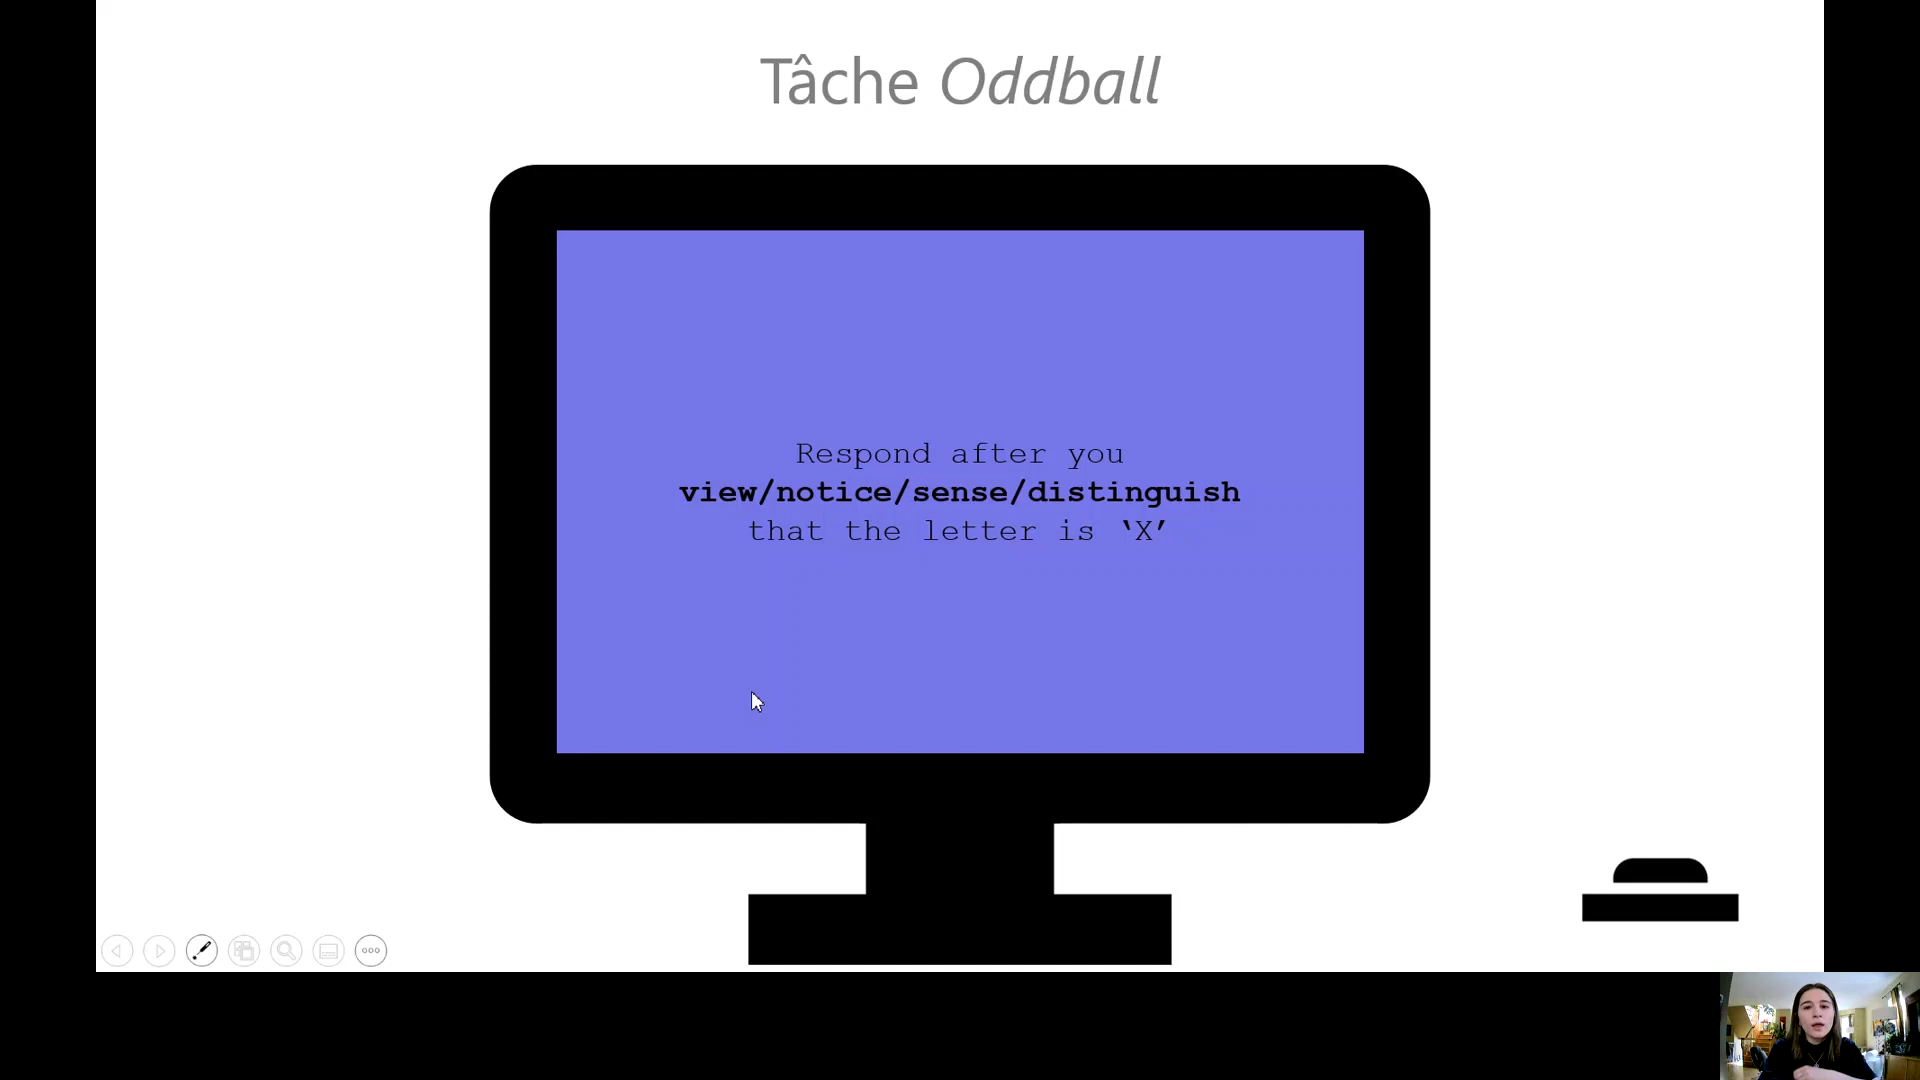 Tâche Oddball
Respond after you
view/notice/sense/distinguish
that the letter is ‘X’